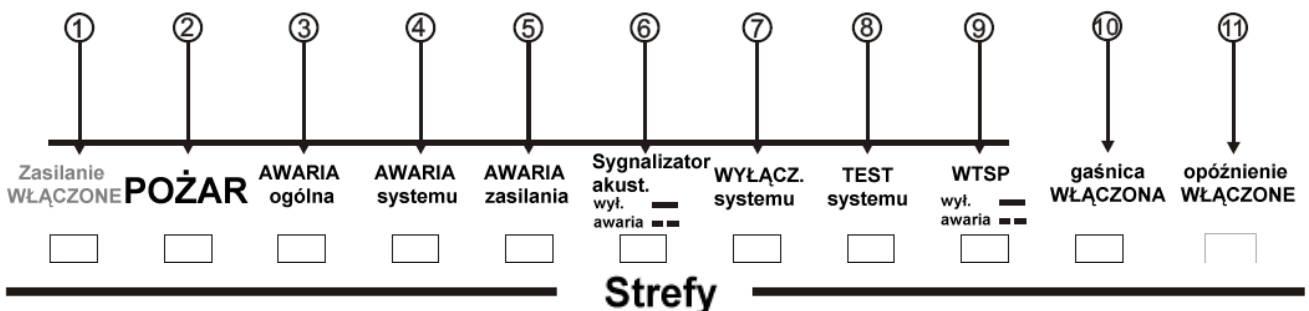 1 2 3 4 5 6 7 8 9 10 11
Zasilanie
WŁĄCZONE
POŻAR
AWARIA
ogólna
AWARIA
systemu
AWARIA
zasilania
Sygnalizator
akust.
wył.
awaria
WYŁĄCZ.
systemu
TEST
systemu
WTSP
wył.
awaria
gaśnica
WŁĄCZONA
opóźnienie
WŁĄCZONE
Strefy